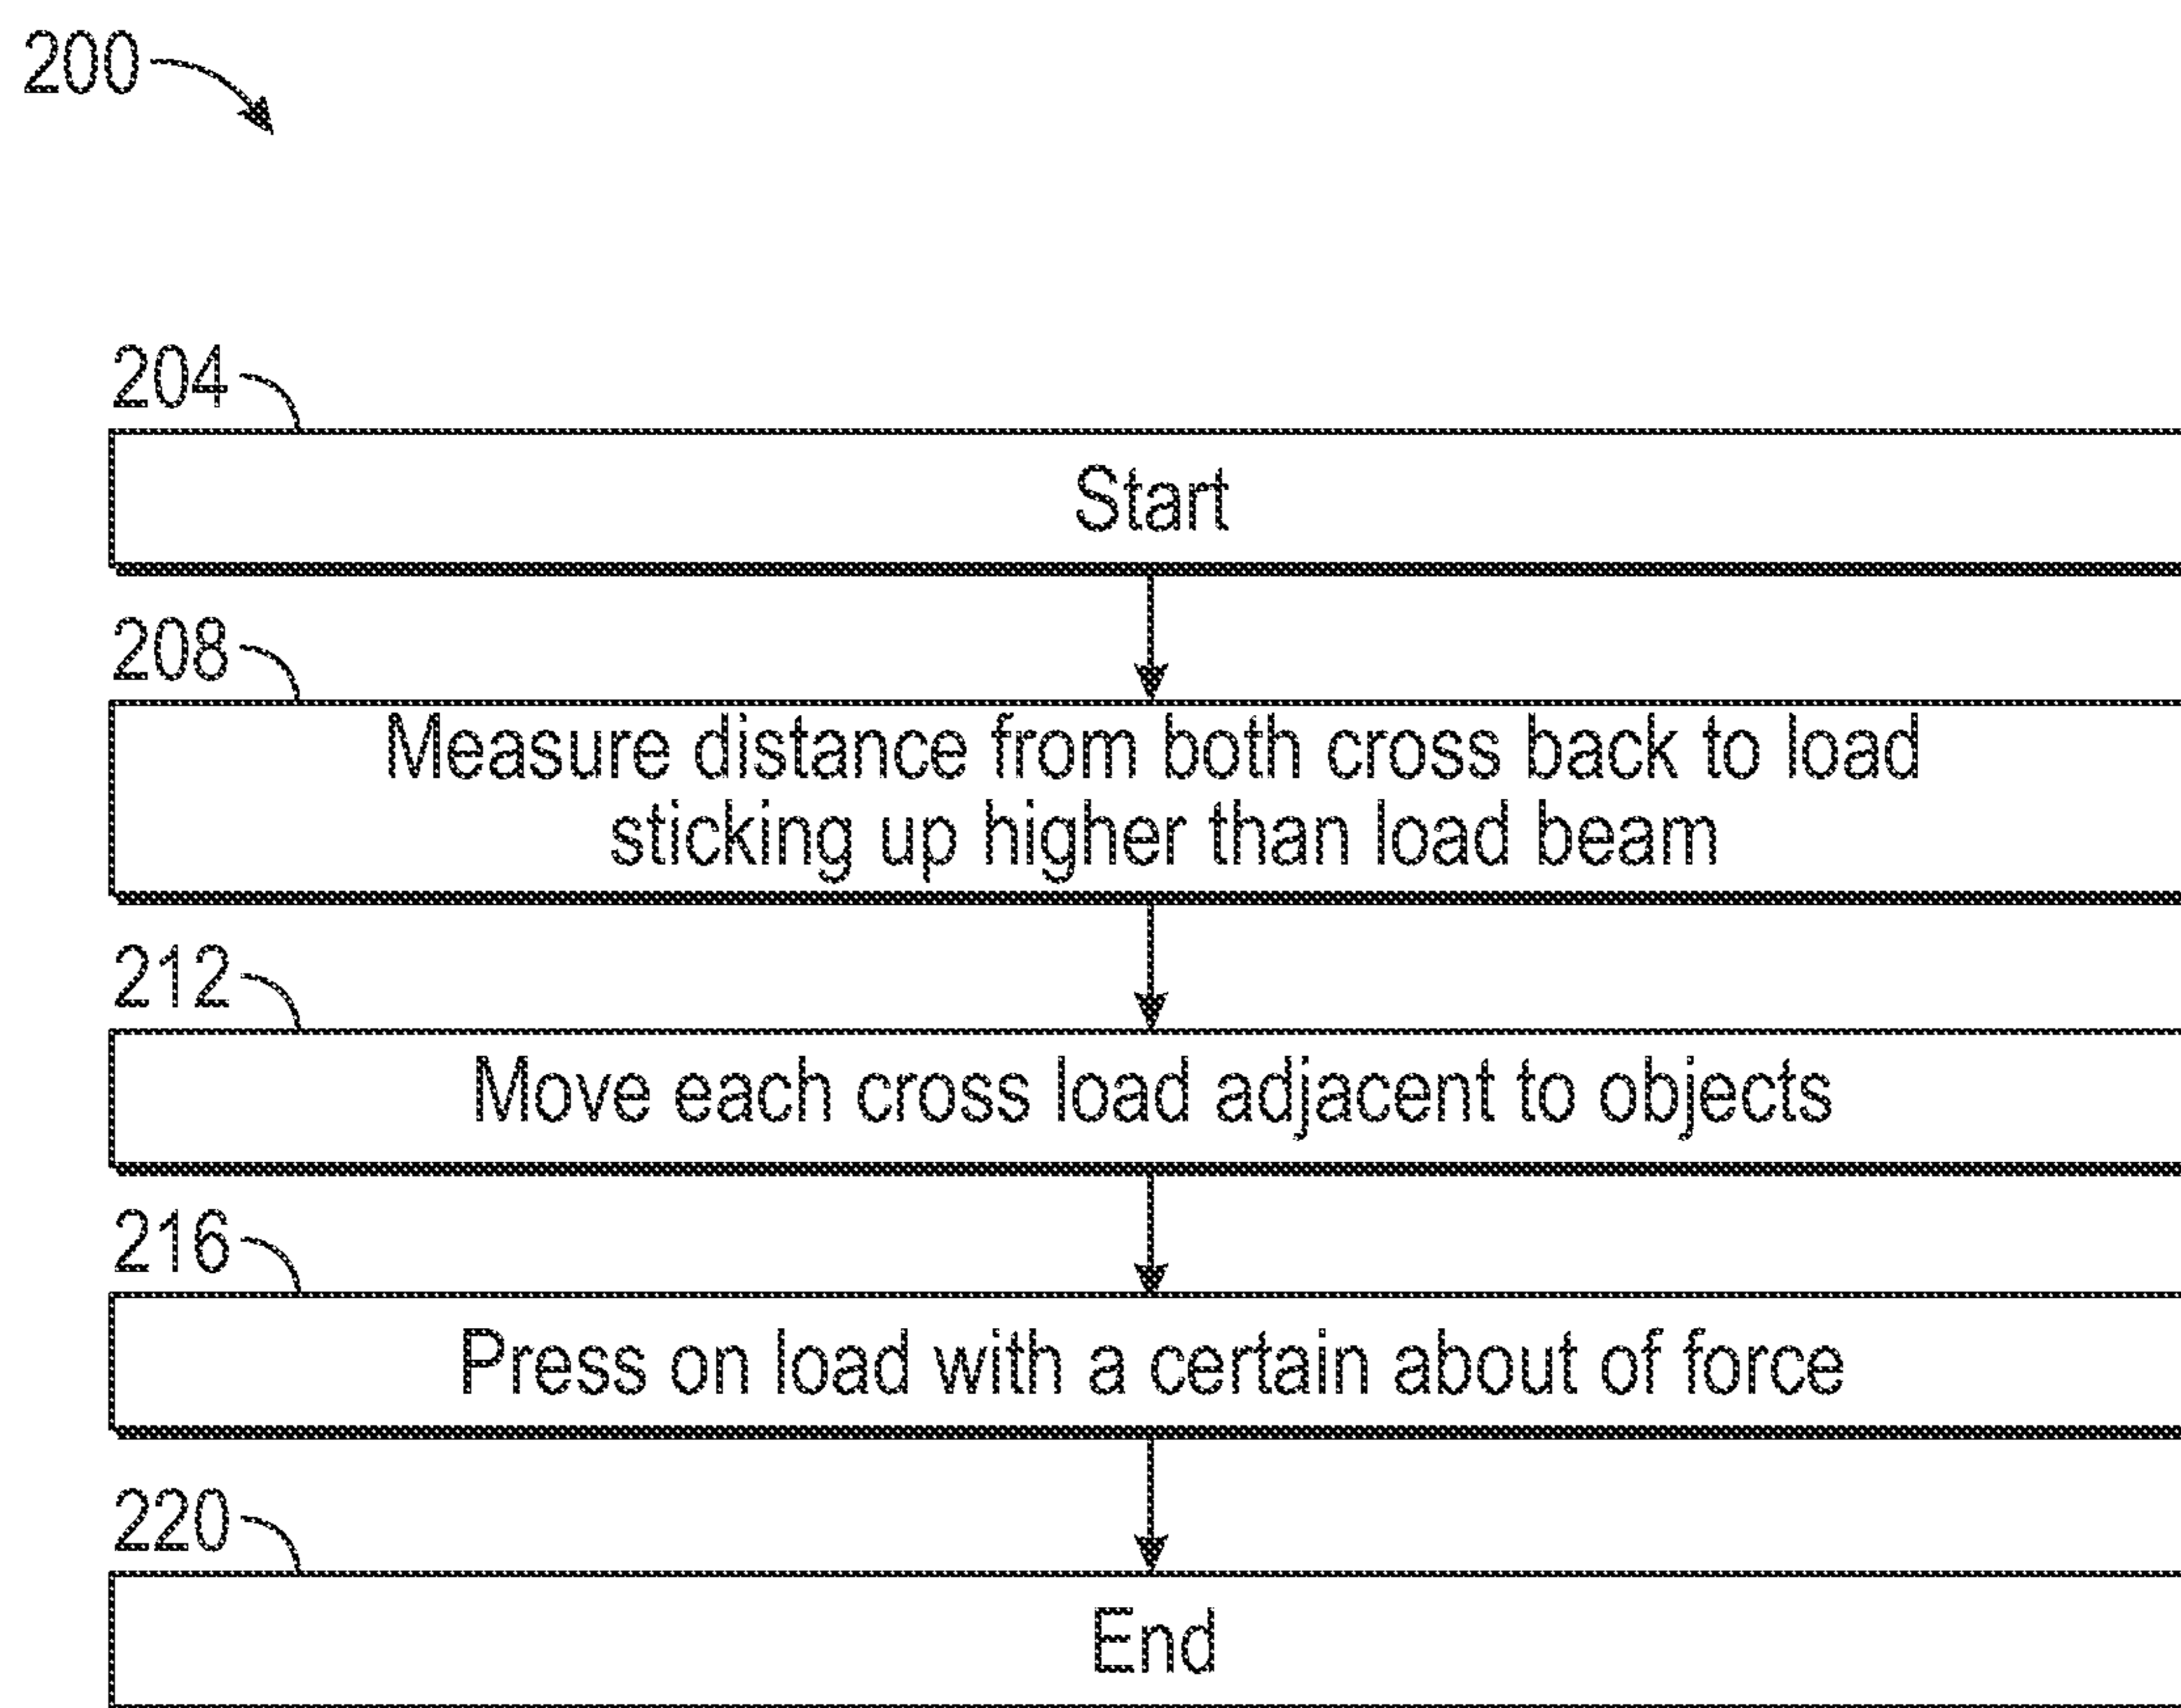 200
204
Start
208
Measure distance from both cross back to load
sticking up higher than load beam
212
Move each cross load adjacent to objects
216
Press on load with a certain about of force
220
End